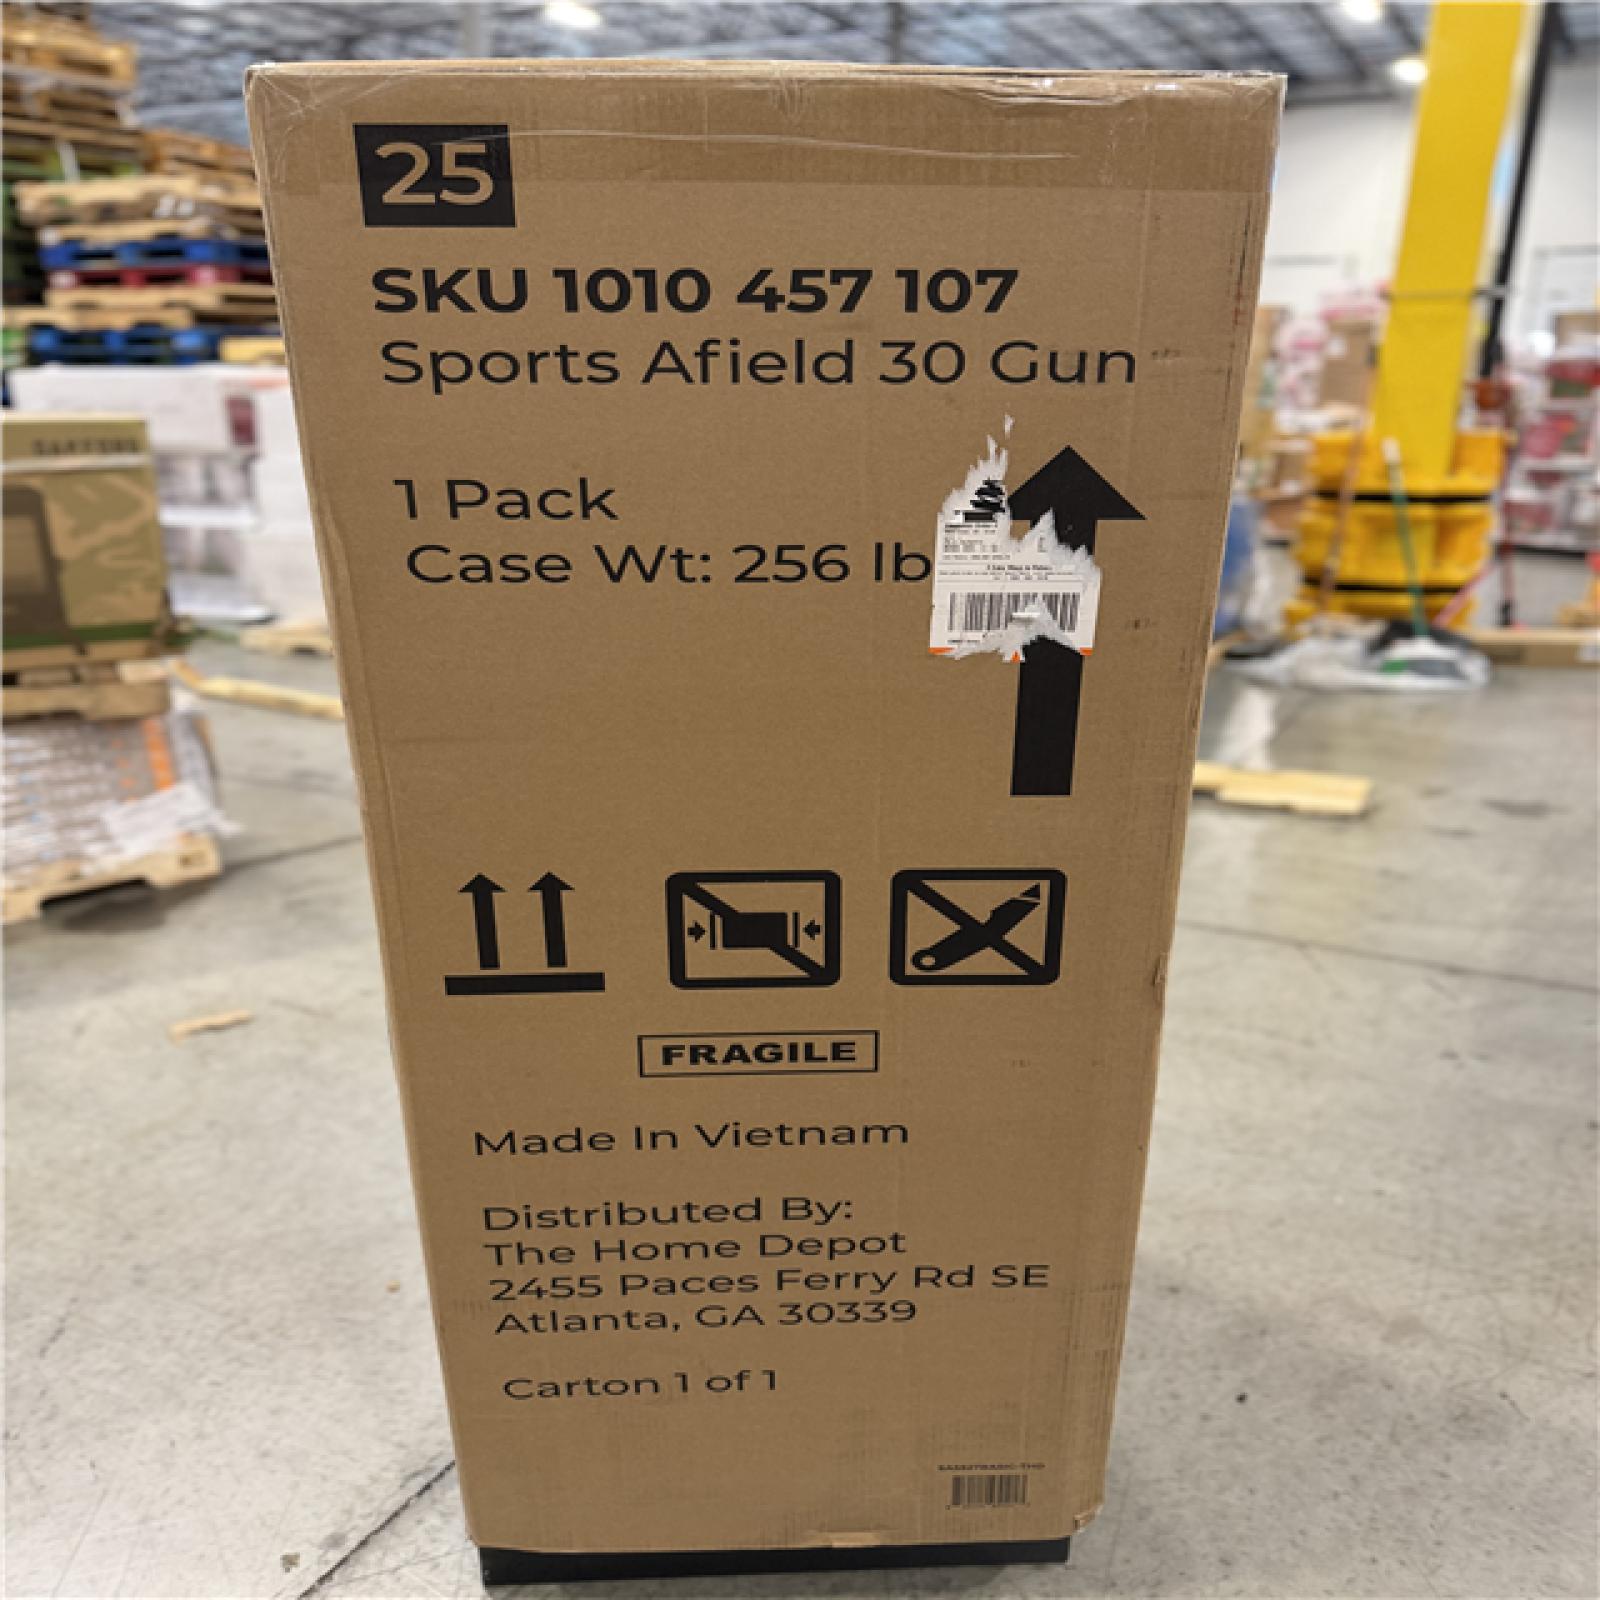 25
SKU 1010 457 107
Sports Afield 30 Gun
1 Pack
Case Wt: 256 lb
FRAGILE
Made In Vietnam
Distributed By:
The Home Depot
2455 Paces Ferry Rd SE
Atlanta, GA 30339
Carton 1 of 1